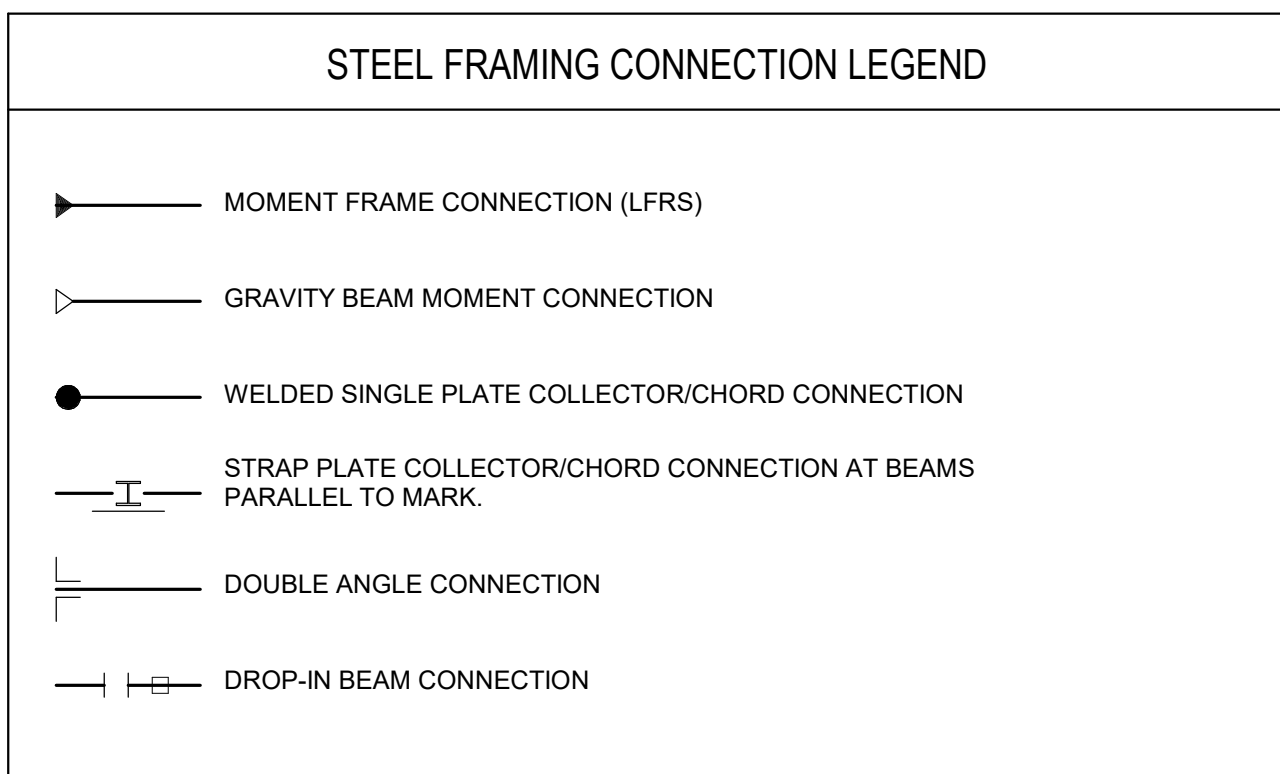 STEEL FRAMING CONNECTION LEGEND
MOMENT FRAME CONNECTION (LFRS)
GRAVITY BEAM MOMENT CONNECTION
WELDED SINGLE PLATE COLLECTOR/CHORD CONNECTION
STRAP PLATE COLLECTOR/CHORD CONNECTION AT BEAMS
PARALLEL TO MARK.
DOUBLE ANGLE CONNECTION
DROP-IN BEAM CONNECTION